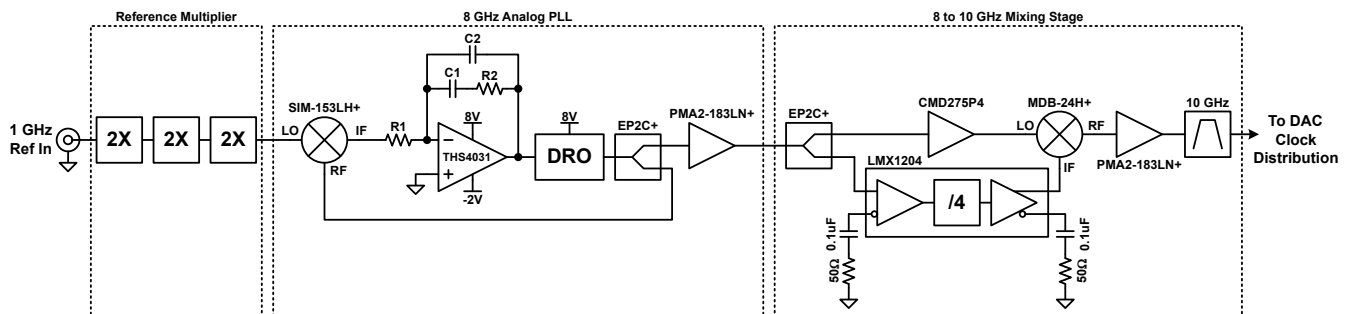 Reference Multiplier
8 GHz Analog PLL
8 to 10 GHz Mixing Stage
1 GHz
Ref In
2X
2X
2X
SIM-153LH+
LO
IF
RF
R1
C2
C1
R2
8V
THS4031
-2V
8V
DRO
EP2C+
PMA2-183LN+
EP2C+
CMD275P4
LMX1204
/4
0.1uF
50Ω
0.1uF
50Ω
MDB-24H+
LO
RF
IF
PMA2-183LN+
10 GHz
To DAC
Clock
Distribution